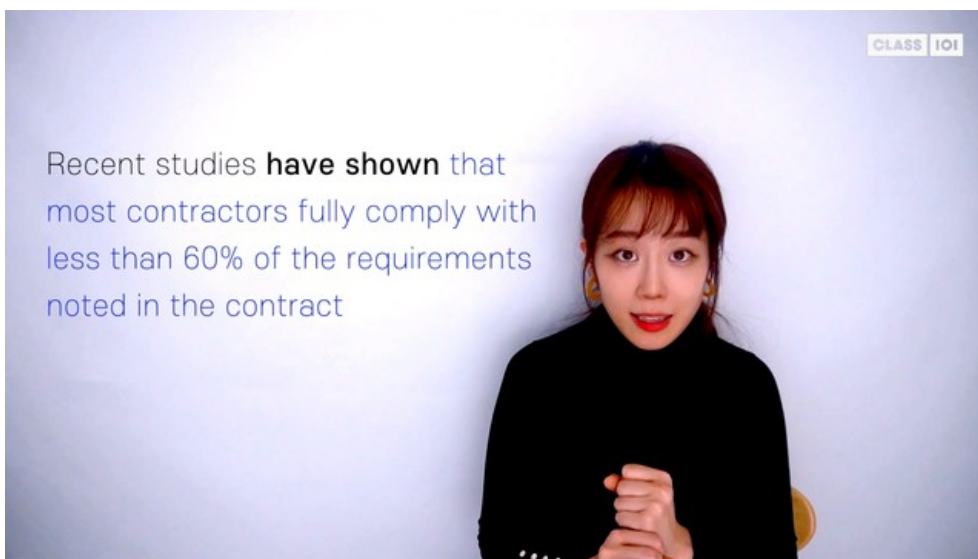 CLASS 101
Recent studies have shown that
most contractors fully comply with
less than 60% of the requirements
noted in the contract